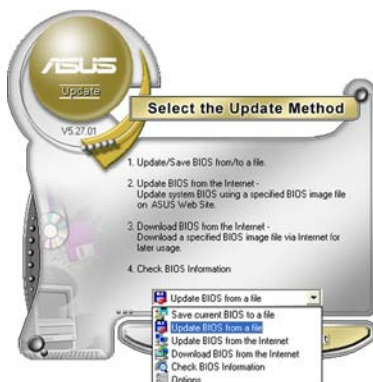 ASUS
Update
V5.27.01
Select the Update Method
1. Update/Save BIOS from/to a file.
2. Update BIOS from the Internet -
Update system BIOS using a specified BIOS image file
on ASUS Web Site.
3. Download BIOS from the Internet -
Download a specified BIOS image file via Internet for
later usage.
4. Check BIOS Information
Update BIOS from a file
Save current BIOS to a file
Update BIOS from a file
Update BIOS from the Internet
Download BIOS from the Internet
Check BIOS Information
Options